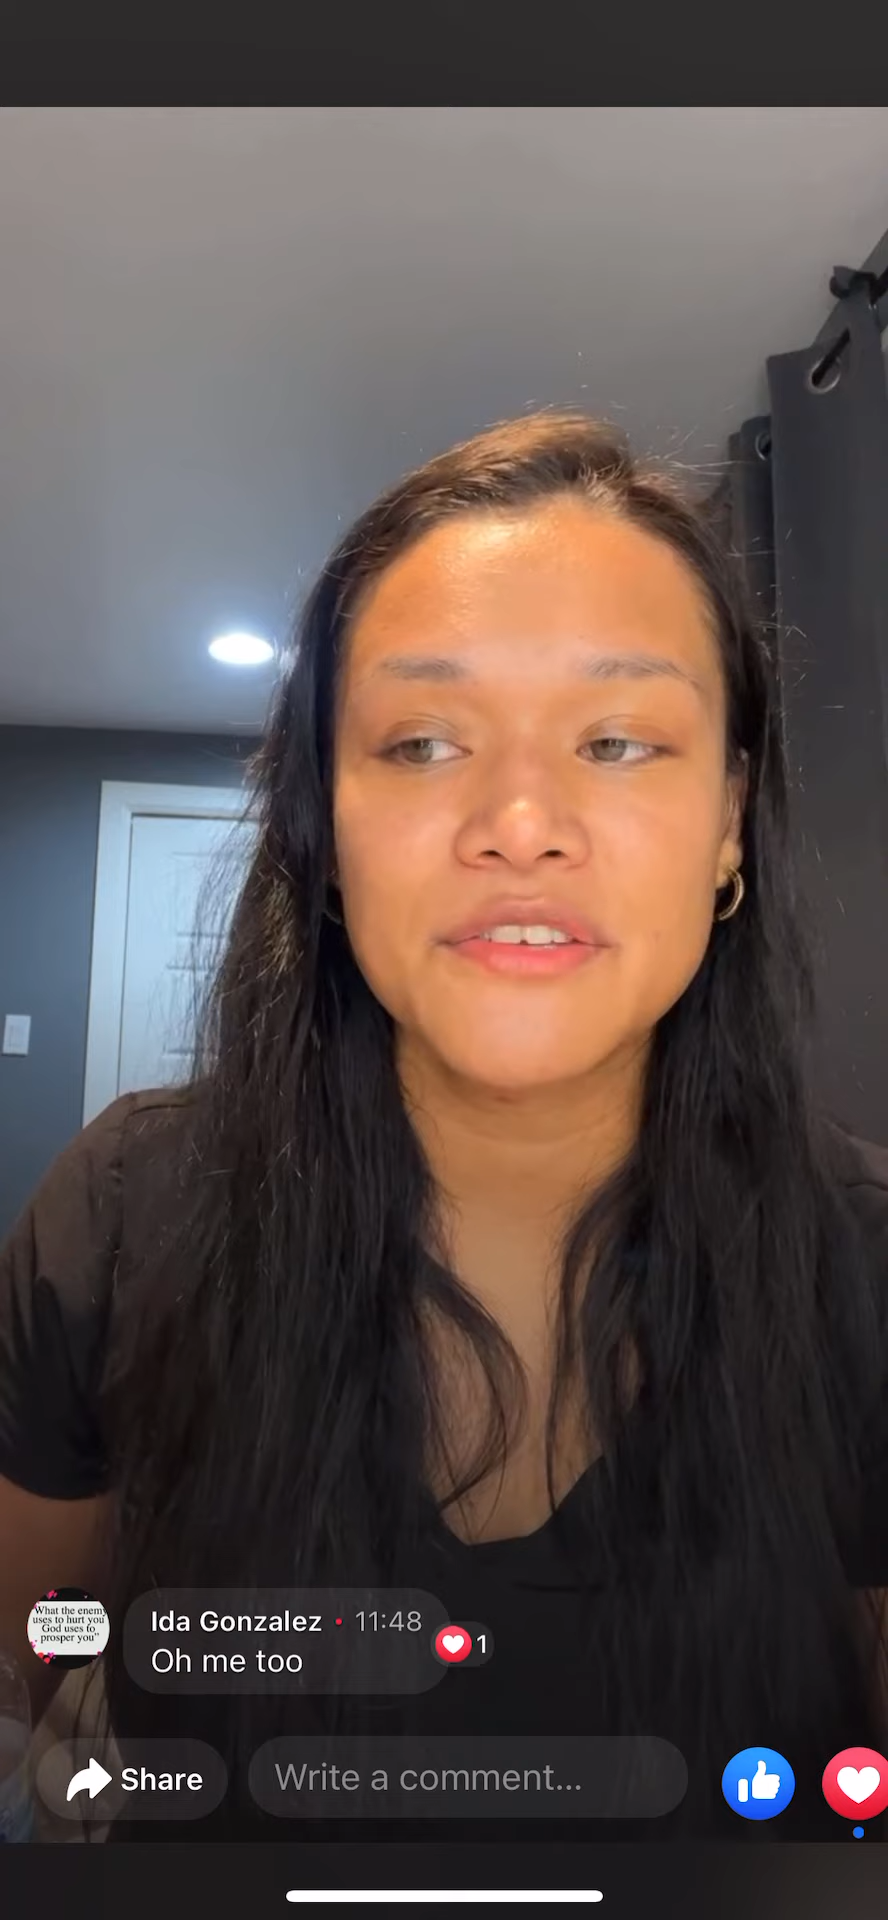 What the enemy
uses to hurt you
God uses to
prosper you"
Ida Gonzalez • 11:48
Oh me too
1
Share
Write a comment...